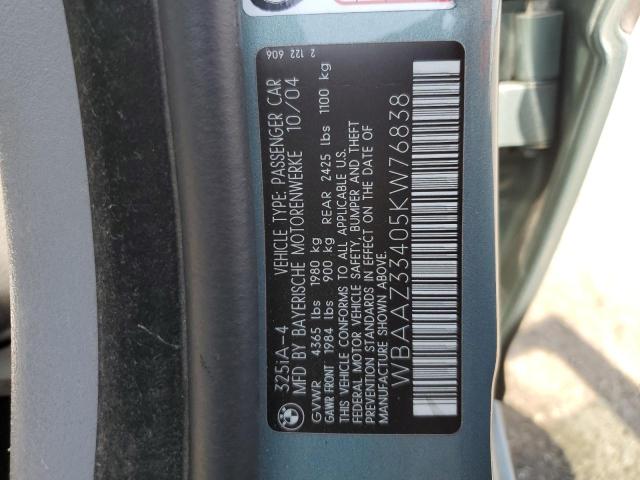 325iA-4 VEHICLE TYPE: PASSENGER CAR
MFD BY BAYERISCHE MOTORENWERKE 10/04
GVWR 4365 lbs 1980 kg
GAWR FRONT 1984 lbs 900 kg REAR 2425 lbs 1100 kg
THIS VEHICLE CONFORMS TO ALL APPLICABLE U.S.
FEDERAL MOTOR VEHICLE SAFETY, BUMPER AND THEFT
PREVENTION STANDARDS IN EFFECT ON THE DATE OF
MANUFACTURE SHOWN ABOVE.
WBAAZ33405KW76838
2 122 606